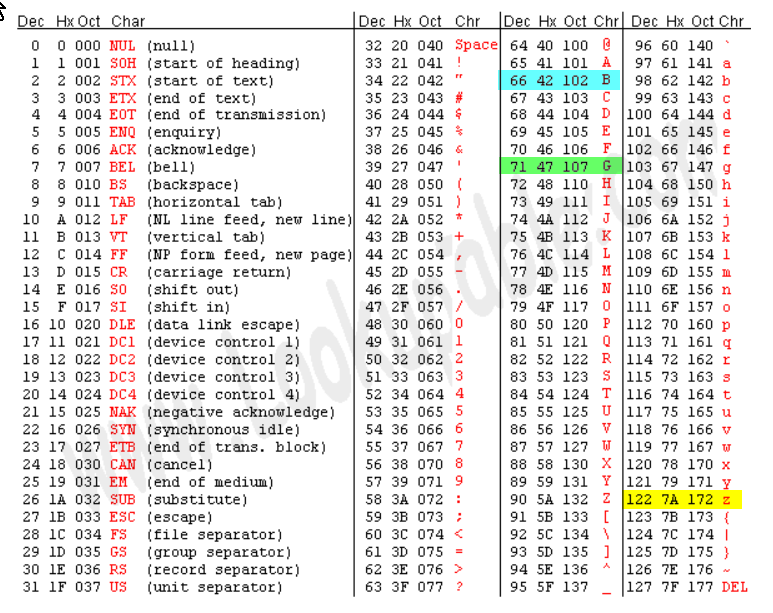 Dec Hx Oct Char Dec Hx Oct Chr Dec Hx Oct Chr Dec Hx Oct Chr
0 0 000 NUL (null) 32 20 040 Space 64 40 100 @ 96 60 140 `
1 1 001 SOH (start of heading) 33 21 041 ! 65 41 101 A 97 61 141 a
2 2 002 STX (start of text) 34 22 042 " 66 42 102 B 98 62 142 b
3 3 003 ETX (end of text) 35 23 043 # 67 43 103 C 99 63 143 c
4 4 004 EOT (end of transmission) 36 24 044 $ 68 44 104 D 100 64 144 d
5 5 005 ENQ (enquiry) 37 25 045 % 69 45 105 E 101 65 145 e
6 6 006 ACK (acknowledge) 38 26 046 & 70 46 106 F 102 66 146 f
7 7 007 BEL (bell) 39 27 047 ' 71 47 107 G 103 67 147 g
8 8 010 BS (backspace) 40 28 050 ( 72 48 110 H 104 68 150 h
9 9 011 TAB (horizontal tab) 41 29 051 ) 73 49 111 I 105 69 151 i
10 A 012 LF (NL line feed, new line) 42 2A 052 * 74 4A 112 J 106 6A 152 j
11 B 013 VT (vertical tab) 43 2B 053 + 75 4B 113 K 107 6B 153 k
12 C 014 FF (NP form feed, new page) 44 2C 054 , 76 4C 114 L 108 6C 154 l
13 D 015 CR (carriage return) 45 2D 055 - 77 4D 115 M 109 6D 155 m
14 E 016 SO (shift out) 46 2E 056 . 78 4E 116 N 110 6E 156 n
15 F 017 SI (shift in) 47 2F 057 / 79 4F 117 O 111 6F 157 o
16 10 020 DLE (data link escape) 48 30 060 0 80 50 120 P 112 70 160 p
17 11 021 DC1 (device control 1) 49 31 061 1 81 51 121 Q 113 71 161 q
18 12 022 DC2 (device control 2) 50 32 062 2 82 52 122 R 114 72 162 r
19 13 023 DC3 (device control 3) 51 33 063 3 83 53 123 S 115 73 163 s
20 14 024 DC4 (device control 4) 52 34 064 4 84 54 124 T 116 74 164 t
21 15 025 NAK (negative acknowledge) 53 35 065 5 85 55 125 U 117 75 165 u
22 16 026 SYN (synchronous idle) 54 36 066 6 86 56 126 V 118 76 166 v
23 17 027 ETB (end of trans. block) 55 37 067 7 87 57 127 W 119 77 167 w
24 18 030 CAN (cancel) 56 38 070 8 88 58 130 X 120 78 170 x
25 19 031 EM (end of medium) 57 39 071 9 89 59 131 Y 121 79 171 y
26 1A 032 SUB (substitute) 58 3A 072 : 90 5A 132 Z 122 7A 172 z
27 1B 033 ESC (escape) 59 3B 073 ; 91 5B 133 [ 123 7B 173 {
28 1C 034 FS (file separator) 60 3C 074 < 92 5C 134 \ 124 7C 174 |
29 1D 035 GS (group separator) 61 3D 075 = 93 5D 135 ] 125 7D 175 }
30 1E 036 RS (record separator) 62 3E 076 > 94 5E 136 ^ 126 7E 176 ~
31 1F 037 US (unit separator) 63 3F 077 ? 95 5F 137 _ 127 7F 177 DEL
www.LookupTables.com